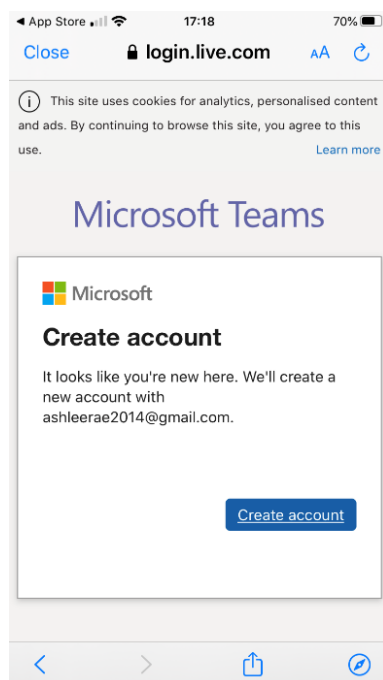 App Store 17:18 70%
Close login.live.com AA
This site uses cookies for analytics, personalised content
and ads. By continuing to browse this site, you agree to this
use. Learn more
Microsoft Teams
Microsoft
Create account
It looks like you're new here. We'll create a
new account with
ashleerae2014@gmail.com.
Create account